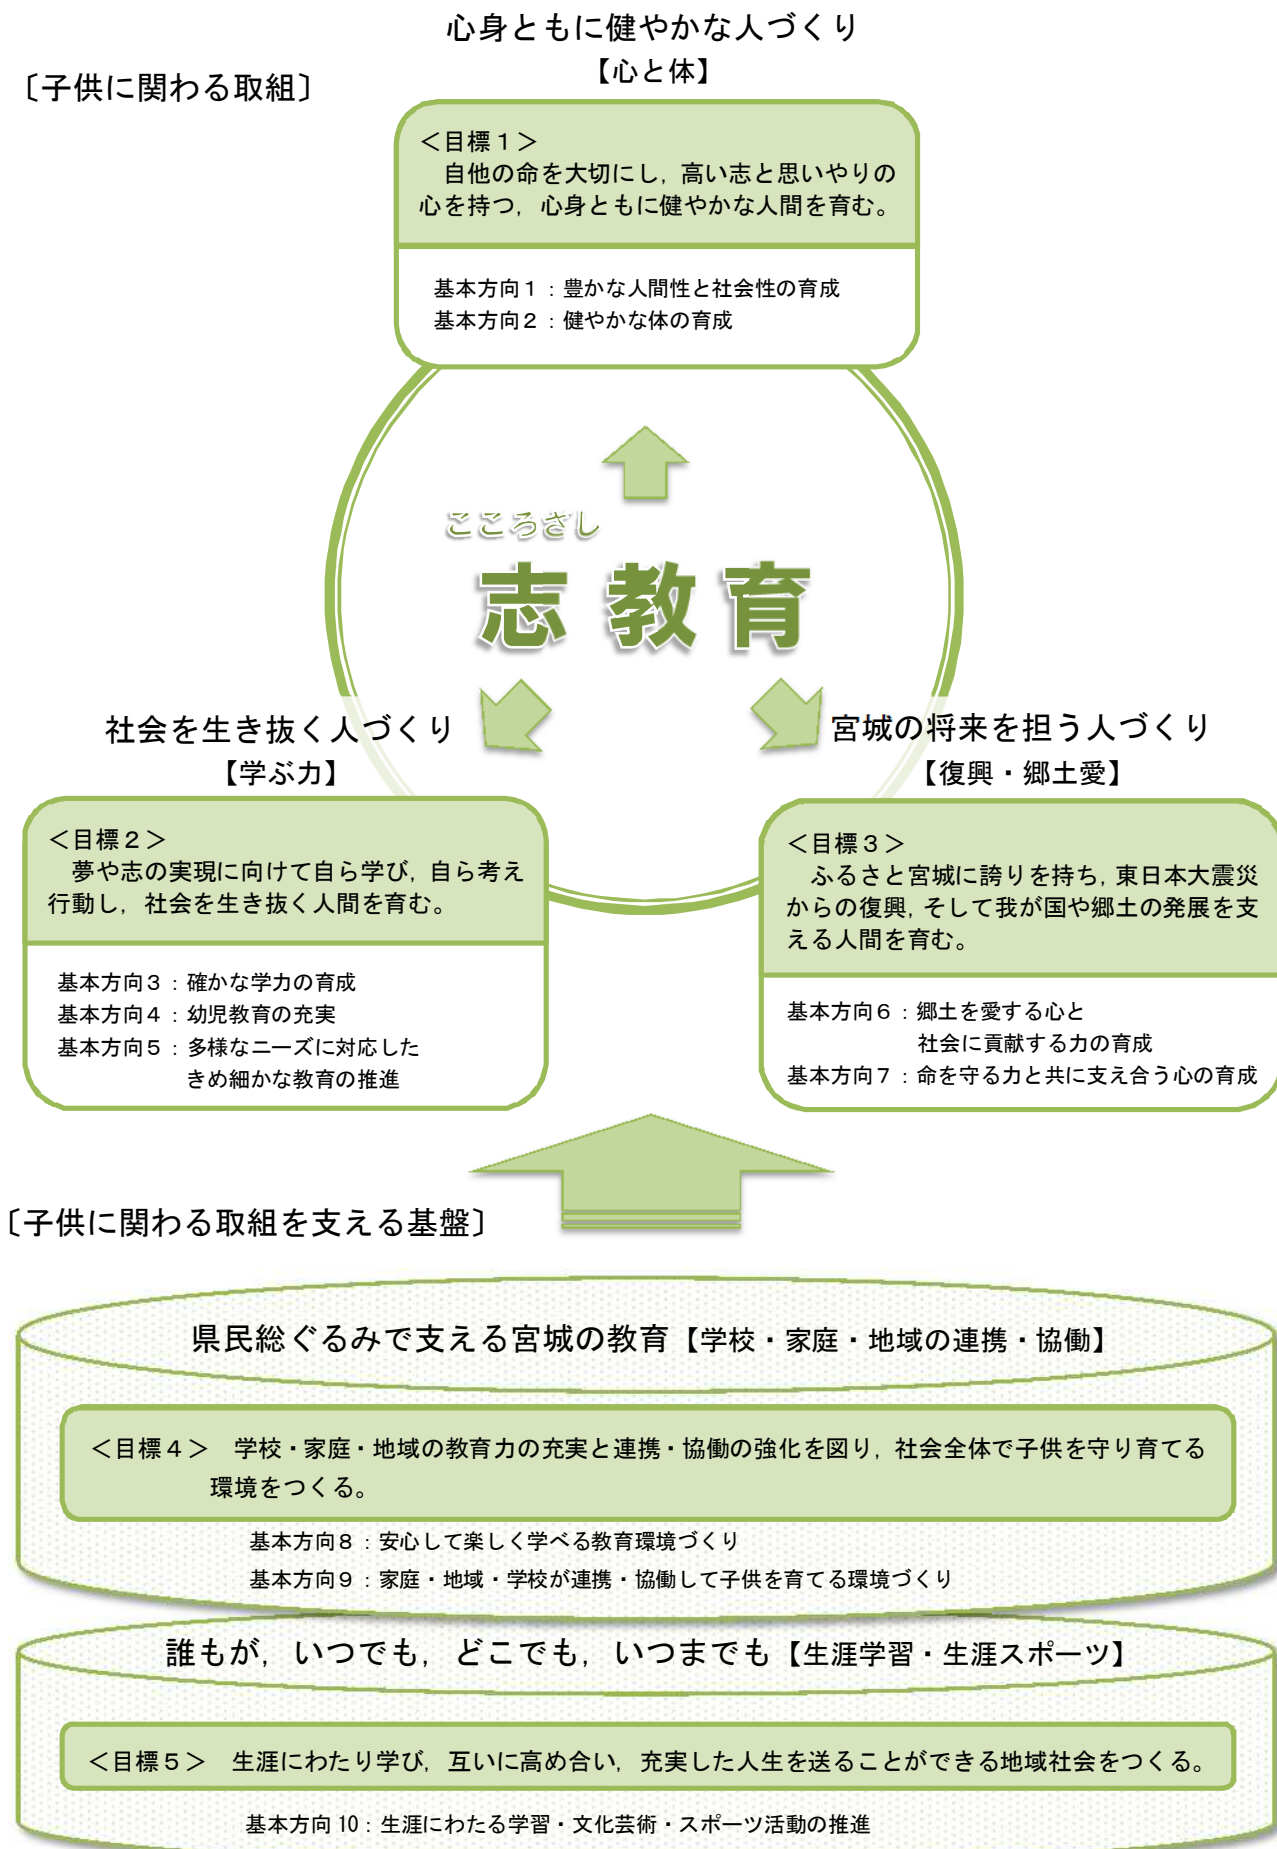 心身ともに健やかな人づくり
【心と体】
〔子供に関わる取組〕
＜目標１＞
自他の命を大切にし，高い志と思いやりの
心を持つ，心身ともに健やかな人間を育む。
基本方向１：豊かな人間性と社会性の育成
基本方向２：健やかな体の育成
こころざし
志教育
社会を生き抜く人づくり
【学ぶ力】
＜目標２＞
夢や志の実現に向けて自ら学び，自ら考え
行動し，社会を生き抜く人間を育む。
基本方向３：確かな学力の育成
基本方向４：幼児教育の充実
基本方向５：多様なニーズに対応した
きめ細かな教育の推進
宮城の将来を担う人づくり
【復興・郷土愛】
＜目標３＞
ふるさと宮城に誇りを持ち，東日本大震災
からの復興，そして我が国や郷土の発展を支
える人間を育む。
基本方向６：郷土を愛する心と
社会に貢献する力の育成
基本方向７：命を守る力と共に支え合う心の育成
〔子供に関わる取組を支える基盤〕
県民総ぐるみで支える宮城の教育【学校・家庭・地域の連携・協働】
＜目標４＞　学校・家庭・地域の教育力の充実と連携・協働の強化を図り，社会全体で子供を守り育てる
環境をつくる。
基本方向８：安心して楽しく学べる教育環境づくり
基本方向９：家庭・地域・学校が連携・協働して子供を育てる環境づくり
誰もが，いつでも，どこでも，いつまでも【生涯学習・生涯スポーツ】
＜目標５＞　生涯にわたり学び，互いに高め合い，充実した人生を送ることができる地域社会をつくる。
基本方向10：生涯にわたる学習・文化芸術・スポーツ活動の推進